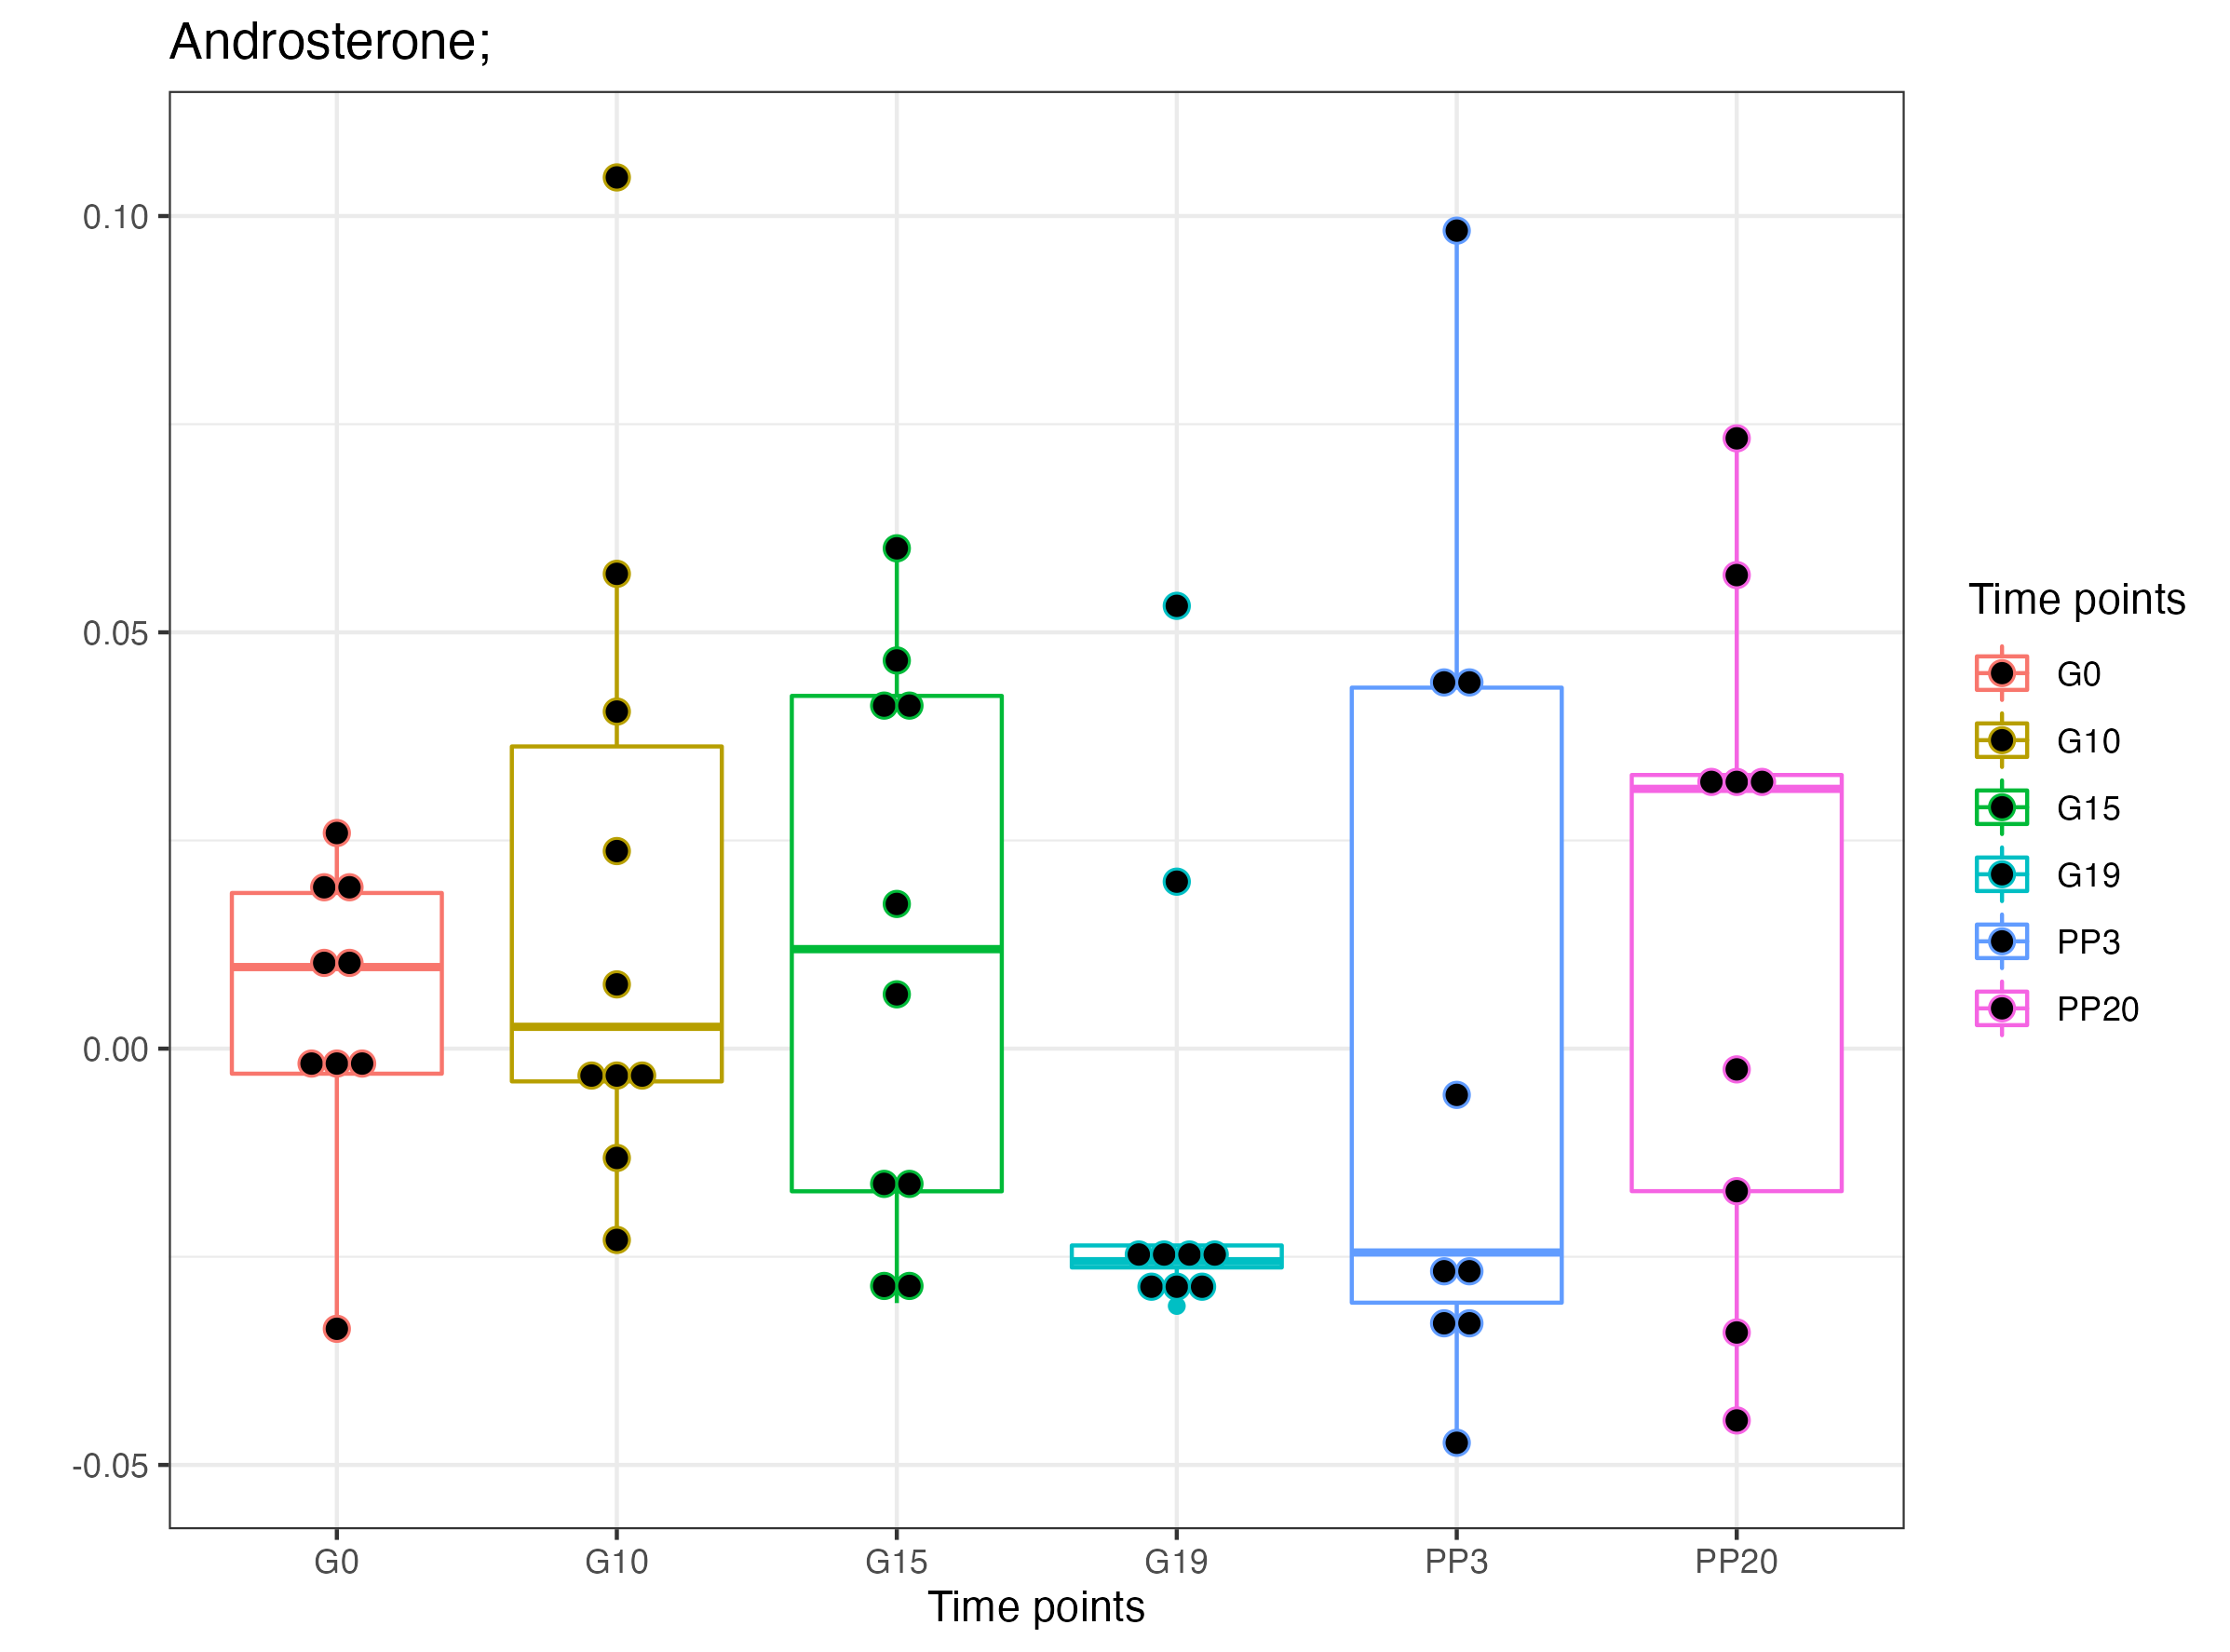 Androsterone;
0.10
0.05
0.00
-0.05
G0 G10 G15 G19 PP3 PP20
Time points
Time points
G0
G10
G15
G19
PP3
PP20